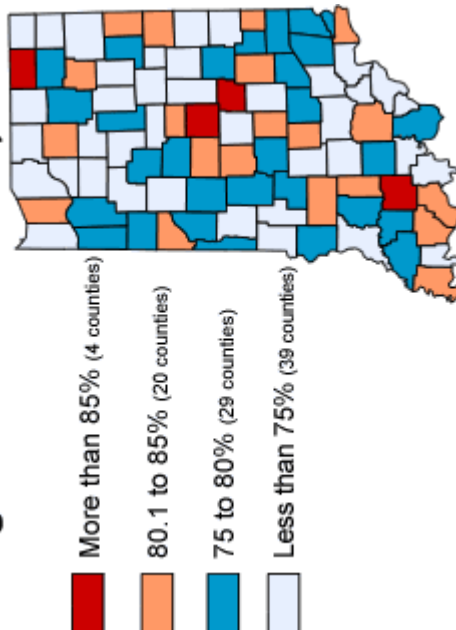 More than 85% (4 counties)
80.1 to 85% (20 counties)
75 to 80% (29 counties)
Less than 75% (39 counties)